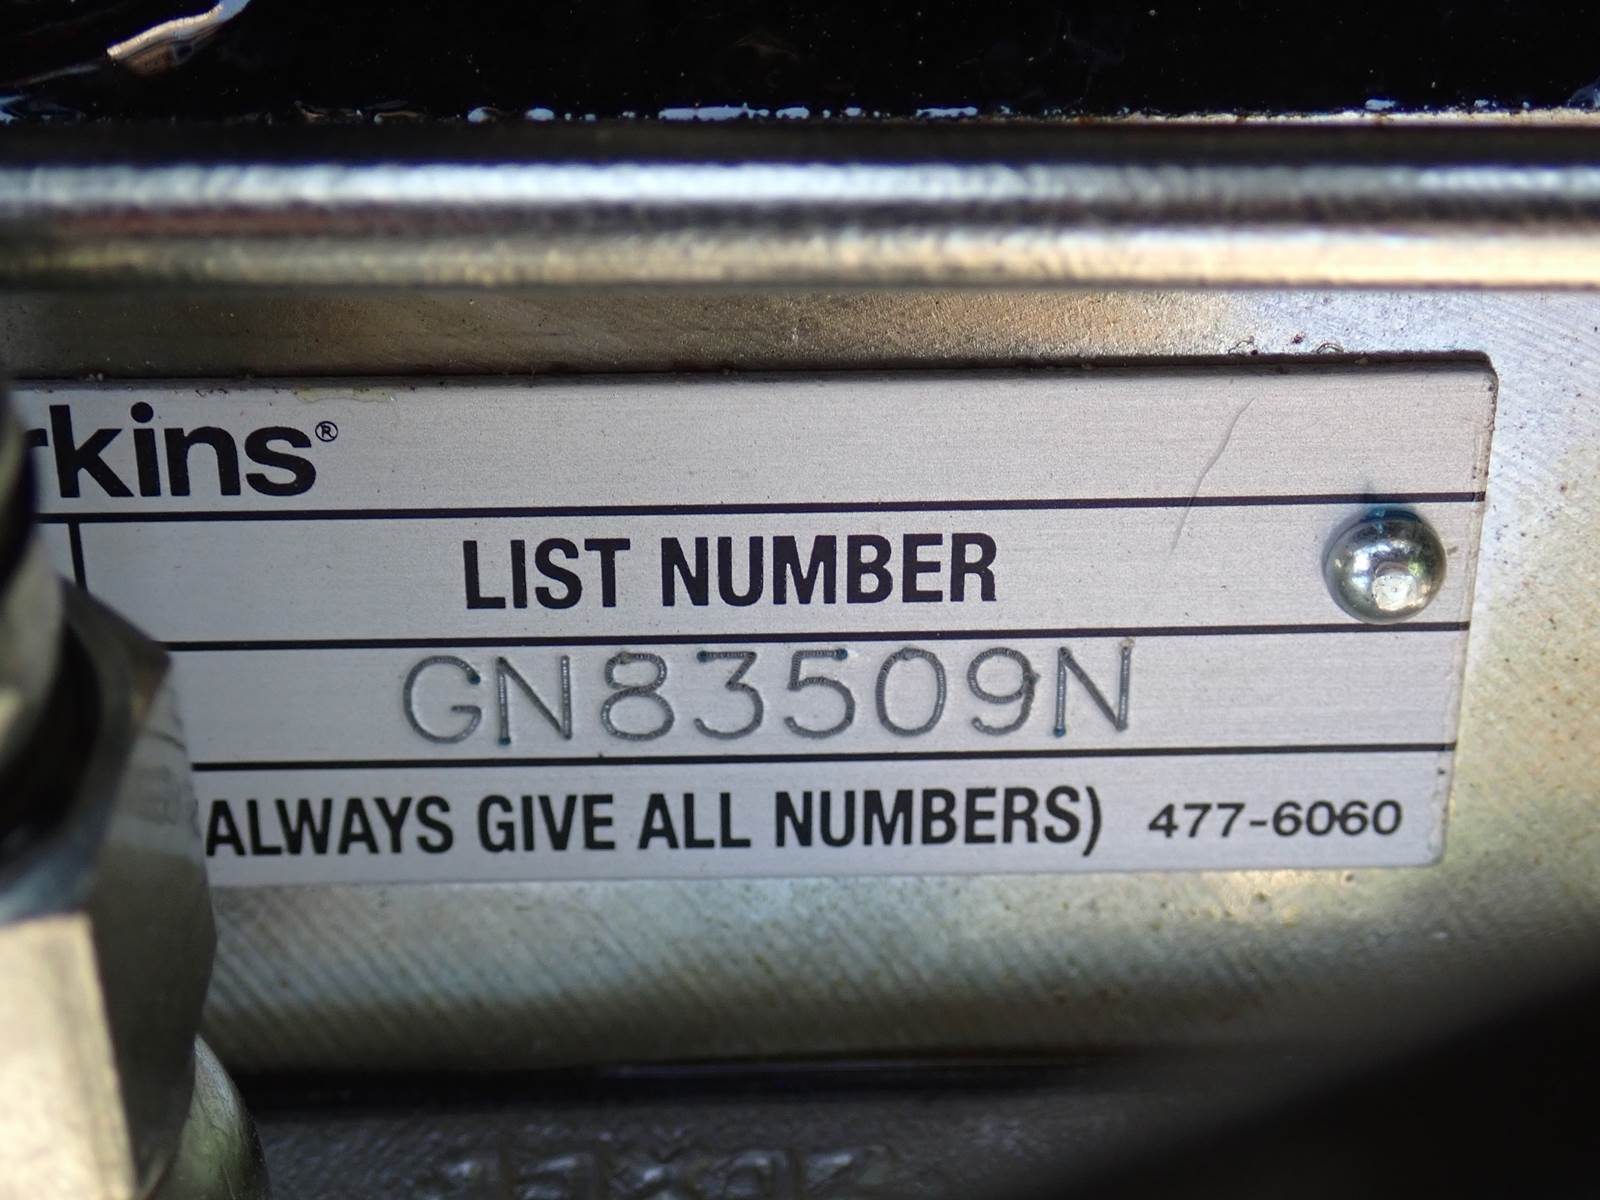 rkins®
LIST NUMBER
GN83509N
(ALWAYS GIVE ALL NUMBERS) 477-6060